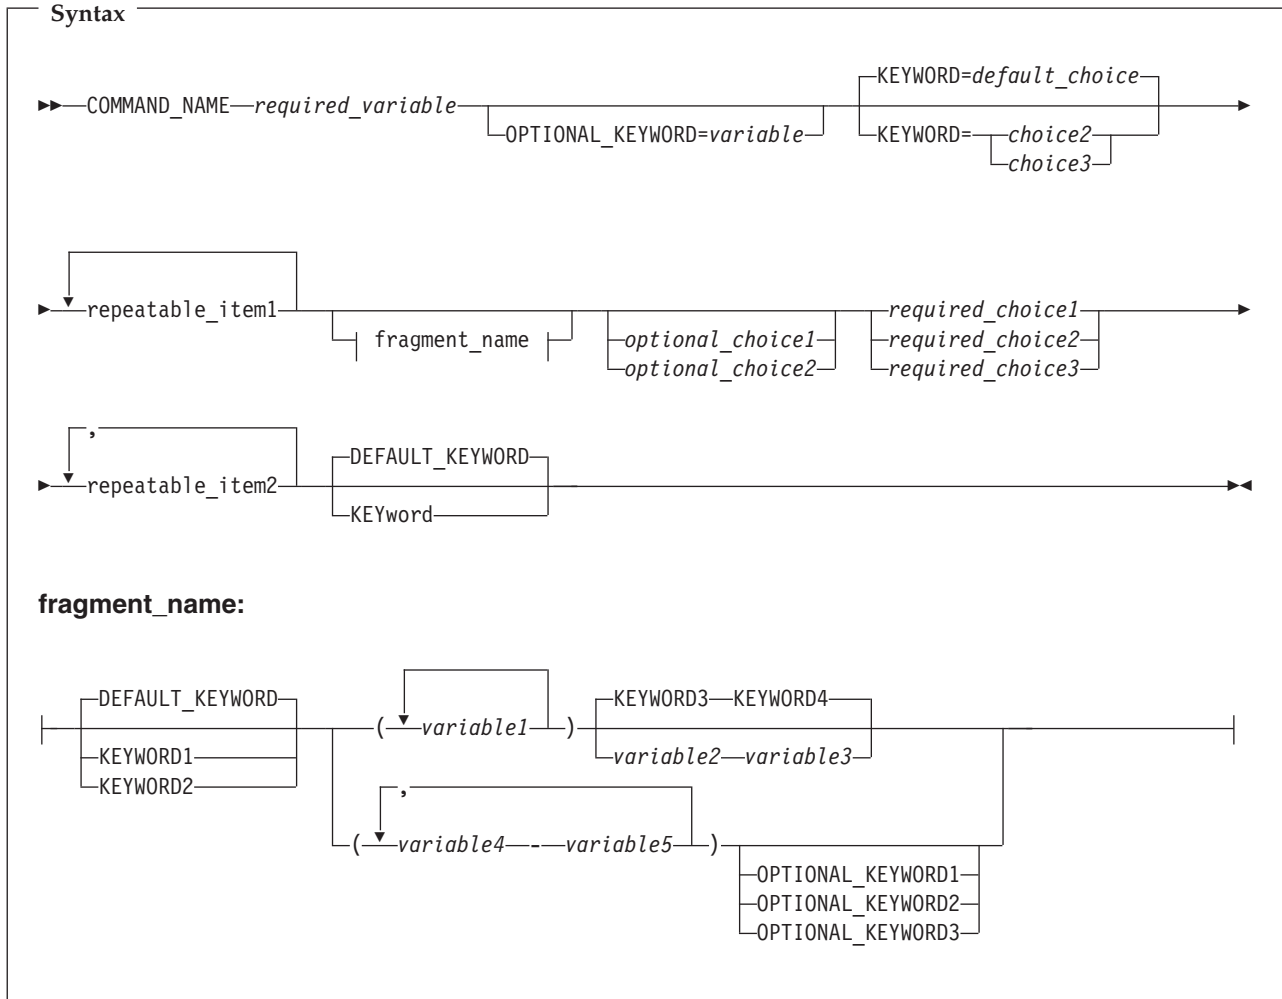 Syntax
KEYWORD=default_choice
COMMAND_NAME required_variable
OPTIONAL_KEYWORD=variable
KEYWORD= choice2
choice3
repeatable_item1
fragment_name
optional_choice1
optional_choice2
required_choice1
required_choice2
required_choice3
,
repeatable_item2
DEFAULT_KEYWORD
KEYword
fragment_name:
DEFAULT_KEYWORD
KEYWORD1
KEYWORD2
( variable1 )
KEYWORD3 KEYWORD4
variable2 variable3
,
( variable4 - variable5 )
OPTIONAL_KEYWORD1
OPTIONAL_KEYWORD2
OPTIONAL_KEYWORD3